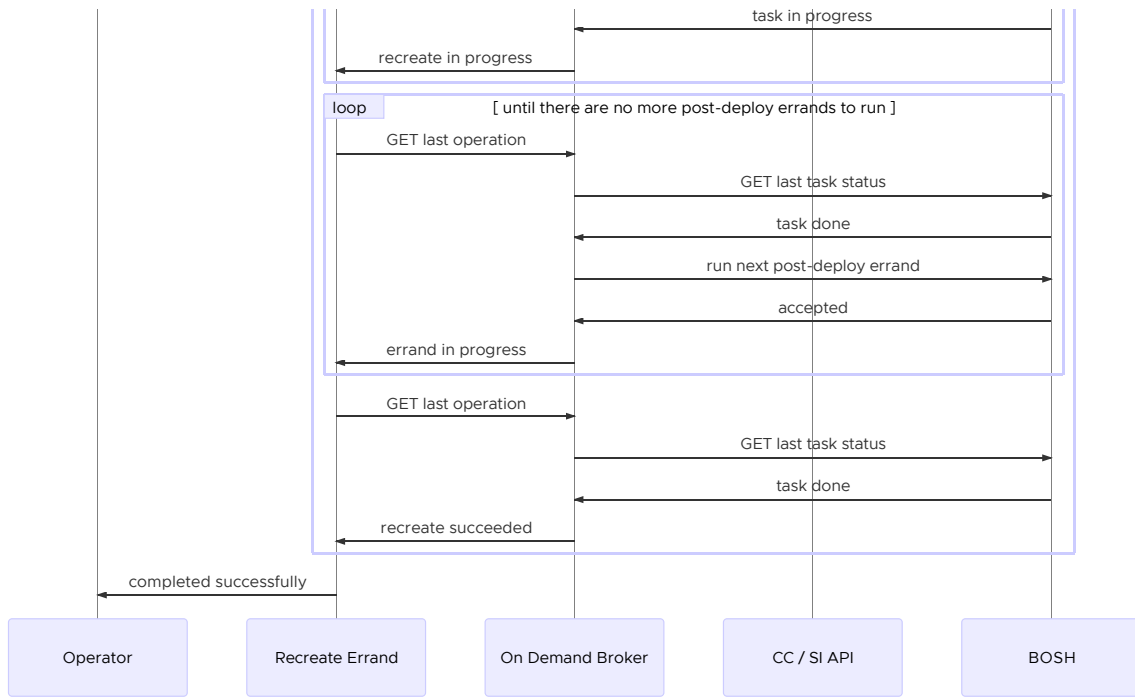 task in progress
recreate in progress
loop
[ until there are no more post-deploy errands to run ]
GET last operation
GET last task status
task done
run next post-deploy errand
accepted
errand in progress
GET last operation
GET last task status
task done
recreate succeeded
completed successfully
Operator
Recreate Errand
On Demand Broker
CC / SI API
BOSH